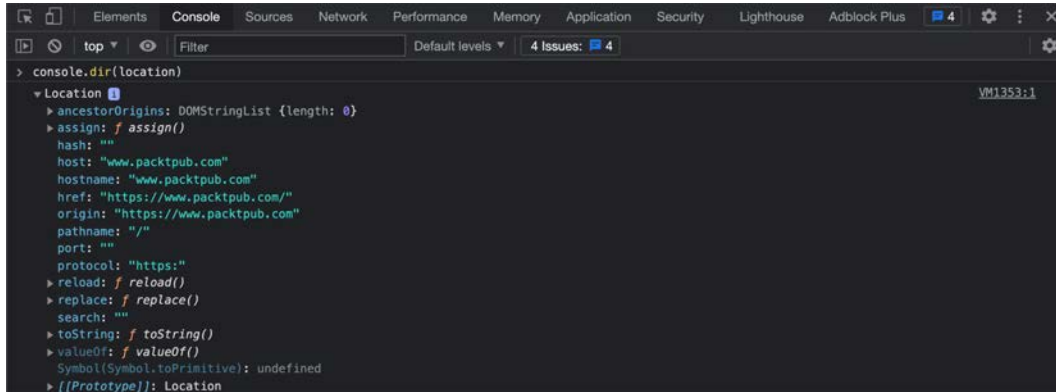 Elements Console Sources Network Performance Memory Application Security Lighthouse Adblock Plus 4
top ▼ Filter Default levels ▼ 4 Issues: 4
> console.dir(location)
▼ Location i VM1353:1
▶ ancestorOrigins: DOMStringList {length: 0}
▶ assign: ƒ assign()
hash: ""
host: "www.packtpub.com"
hostname: "www.packtpub.com"
href: "https://www.packtpub.com/"
origin: "https://www.packtpub.com"
pathname: "/"
port: ""
protocol: "https:"
▶ reload: ƒ reload()
▶ replace: ƒ replace()
search: ""
▶ toString: ƒ toString()
▶ valueOf: ƒ valueOf()
Symbol(Symbol.toPrimitive): undefined
▶ [[Prototype]]: Location